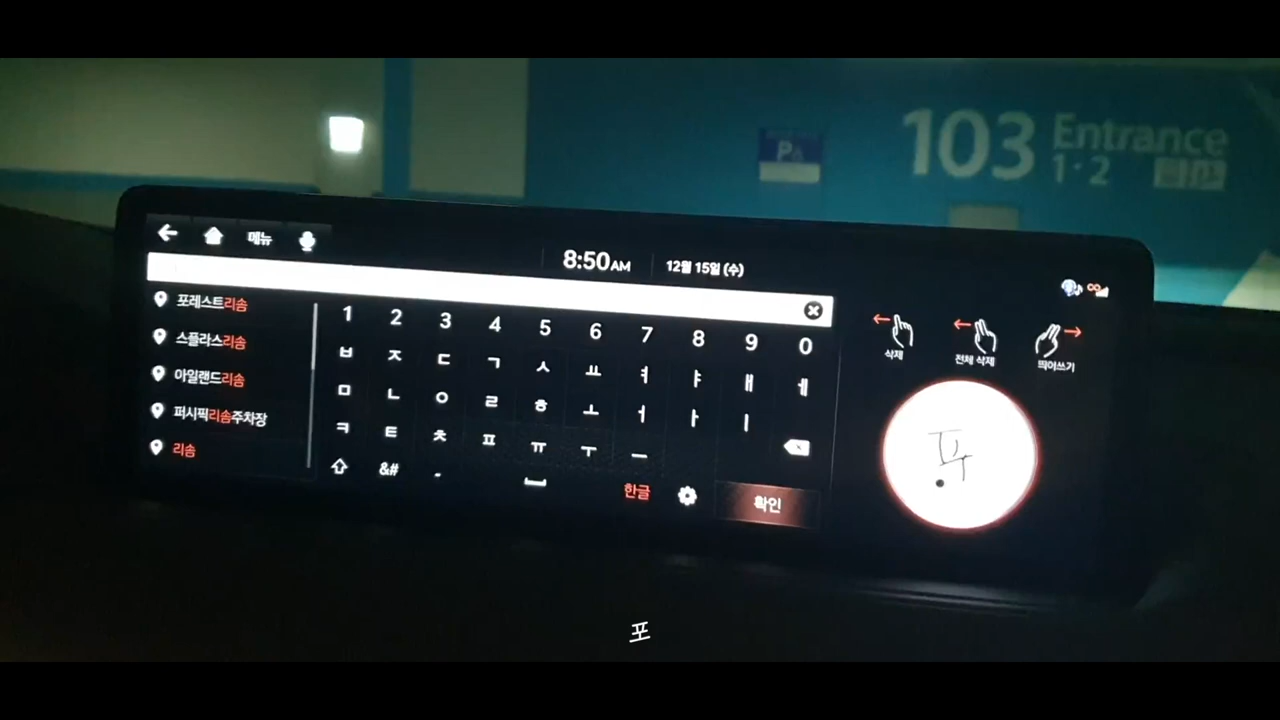 103 Entrance
1·2
P
메뉴
8:50AM 12월 15일 (수)
포레스트리솜
스플라스리솜
아일랜드리솜
퍼시픽리솜주차장
리솜
1 2 3 4 5 6 7 8 9 0
ㅂ ㅈ ㄷ ㄱ ㅅ ㅛ ㅕ ㅑ ㅐ ㅔ
ㅁ ㄴ ㅇ ㄹ ㅎ ㅗ ㅓ ㅏ ㅣ
ㅋ ㅌ ㅊ ㅍ ㅠ ㅜ ㅡ
&# 한글 확인
삭제 전체 삭제 띄어쓰기
포